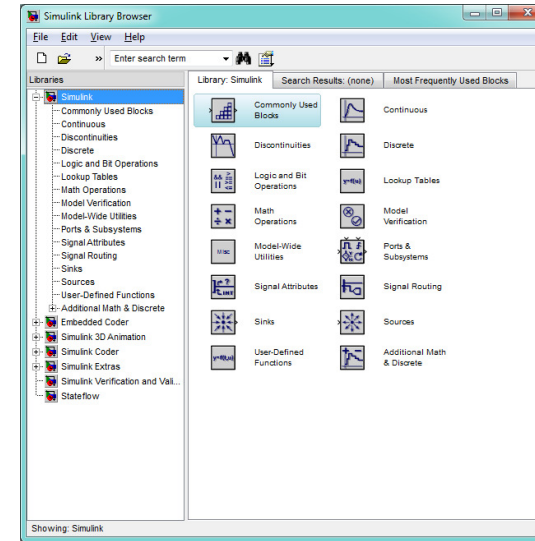 Simulink Library Browser
File Edit View Help
» Enter search term
Libraries
Library: Simulink Search Results: (none) Most Frequently Used Blocks
Simulink
Commonly Used Blocks
Continuous
Discontinuities
Discrete
Logic and Bit Operations
Lookup Tables
Math Operations
Model Verification
Model-Wide Utilities
Ports & Subsystems
Signal Attributes
Signal Routing
Sinks
Sources
User-Defined Functions
Additional Math & Discrete
Embedded Coder
Simulink 3D Animation
Simulink Coder
Simulink Extras
Simulink Verification and Vali...
Stateflow
Commonly Used
Blocks
Continuous
Discontinuities
Discrete
Logic and Bit
Operations
y=f(u)
Lookup Tables
Math
Operations
Model
Verification
Misc
Model-Wide
Utilities
Ports &
Subsystems
Signal Attributes
Signal Routing
Sinks
Sources
User-Defined
Functions
Additional Math
& Discrete
Showing: Simulink